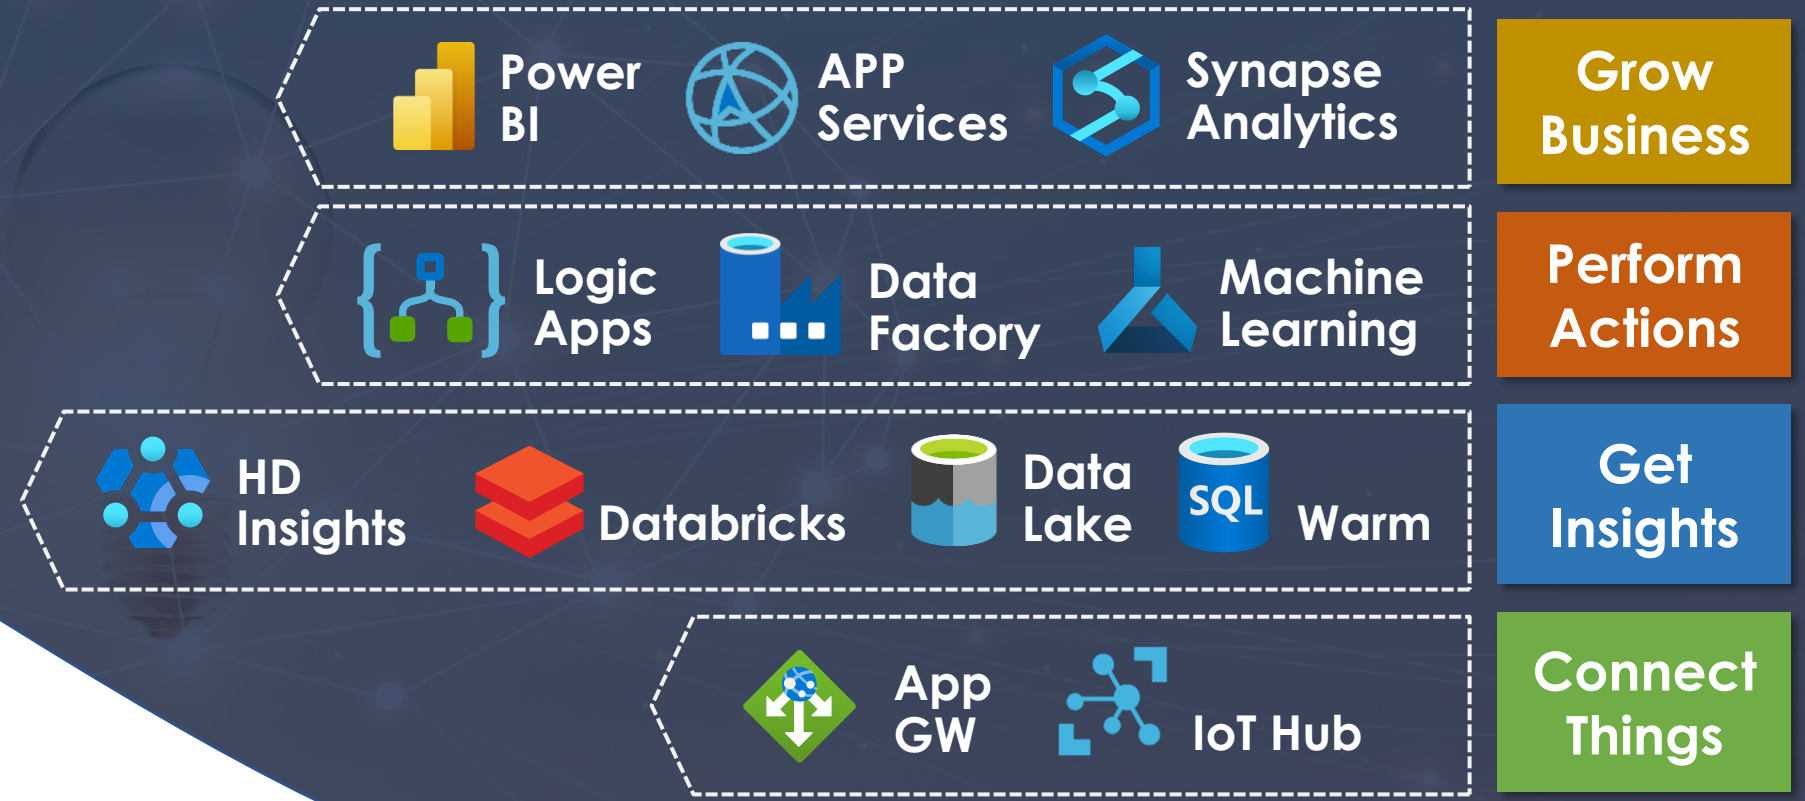 Power
BI
APP
Services
Synapse
Analytics
Grow
Business
Logic
Apps
Data
Factory
Machine
Learning
Perform
Actions
HD
Insights
Databricks
Data
Lake
SQL
Warm
Get
Insights
App
GW
IoT Hub
Connect
Things